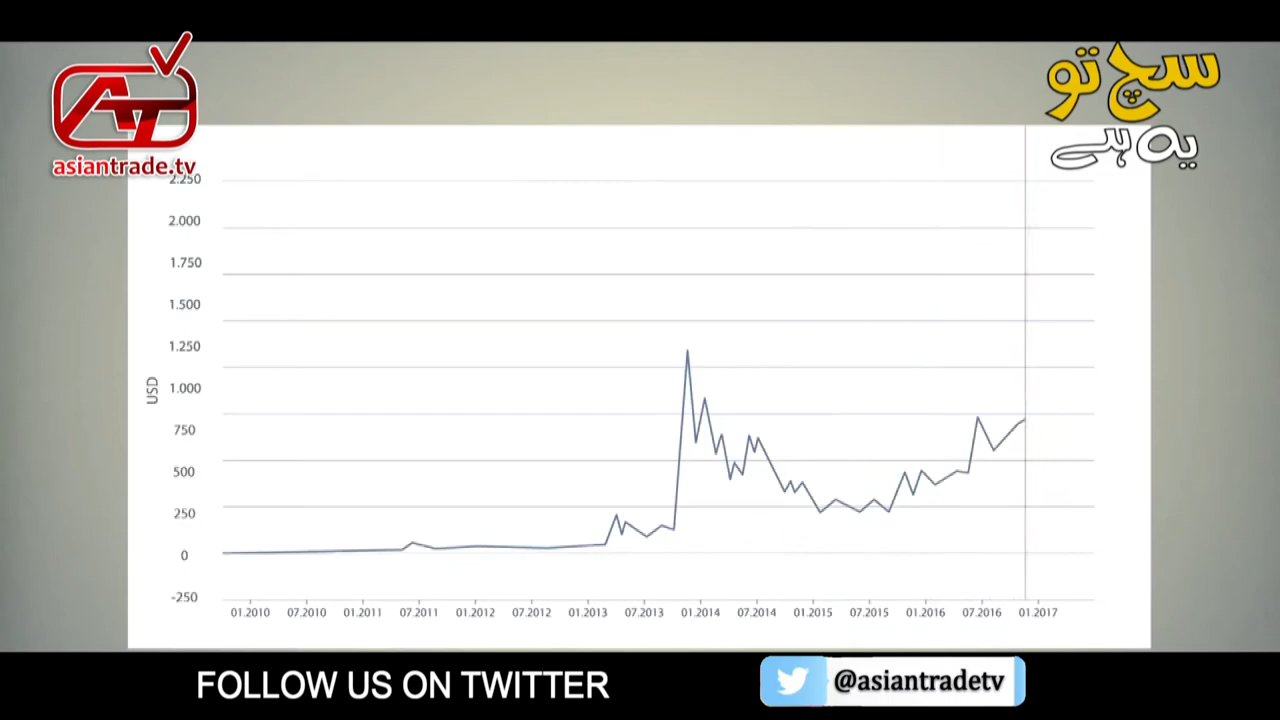 AT
asiantrade.tv
سچ تو
یہ ہے
2.250
2.000
1.750
1.500
1.250
1.000
750
500
250
0
-250
USD
01.2010 07.2010 01.2011 07.2011 01.2012 07.2012 01.2013 07.2013 01.2014 07.2014 01.2015 07.2015 01.2016 07.2016 01.2017
FOLLOW US ON TWITTER @asiantradetv